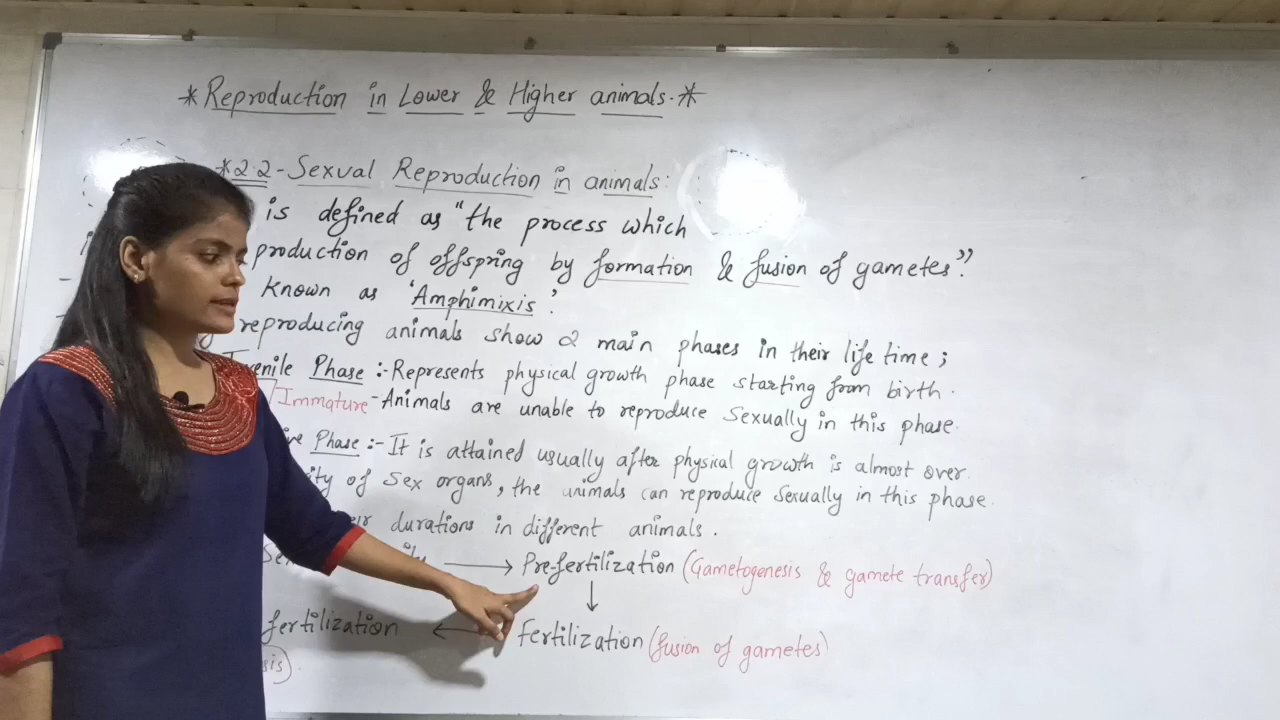 *Reproduction in Lower & Higher animals.*
*2.2-Sexual Reproduction in animals:
is defined as "the process which
production of offspring by formation & fusion of gametes"?
known as 'Amphimixis'.
reproducing animals show 2 main phases in their life time;
Phase :- Represents physical growth phase starting from birth.
Immature - Animals are unable to reproduce Sexually in this phase.
Phase :- It is attained usually after physical growth is almost over.
of Sex organs, the animals can reproduce Sexually in this phase.
durations in different animals.
→ Pre-fertilization (Gametogenesis & gamete transfer)
↓
fertilization ← Fertilization (fusion of gametes)